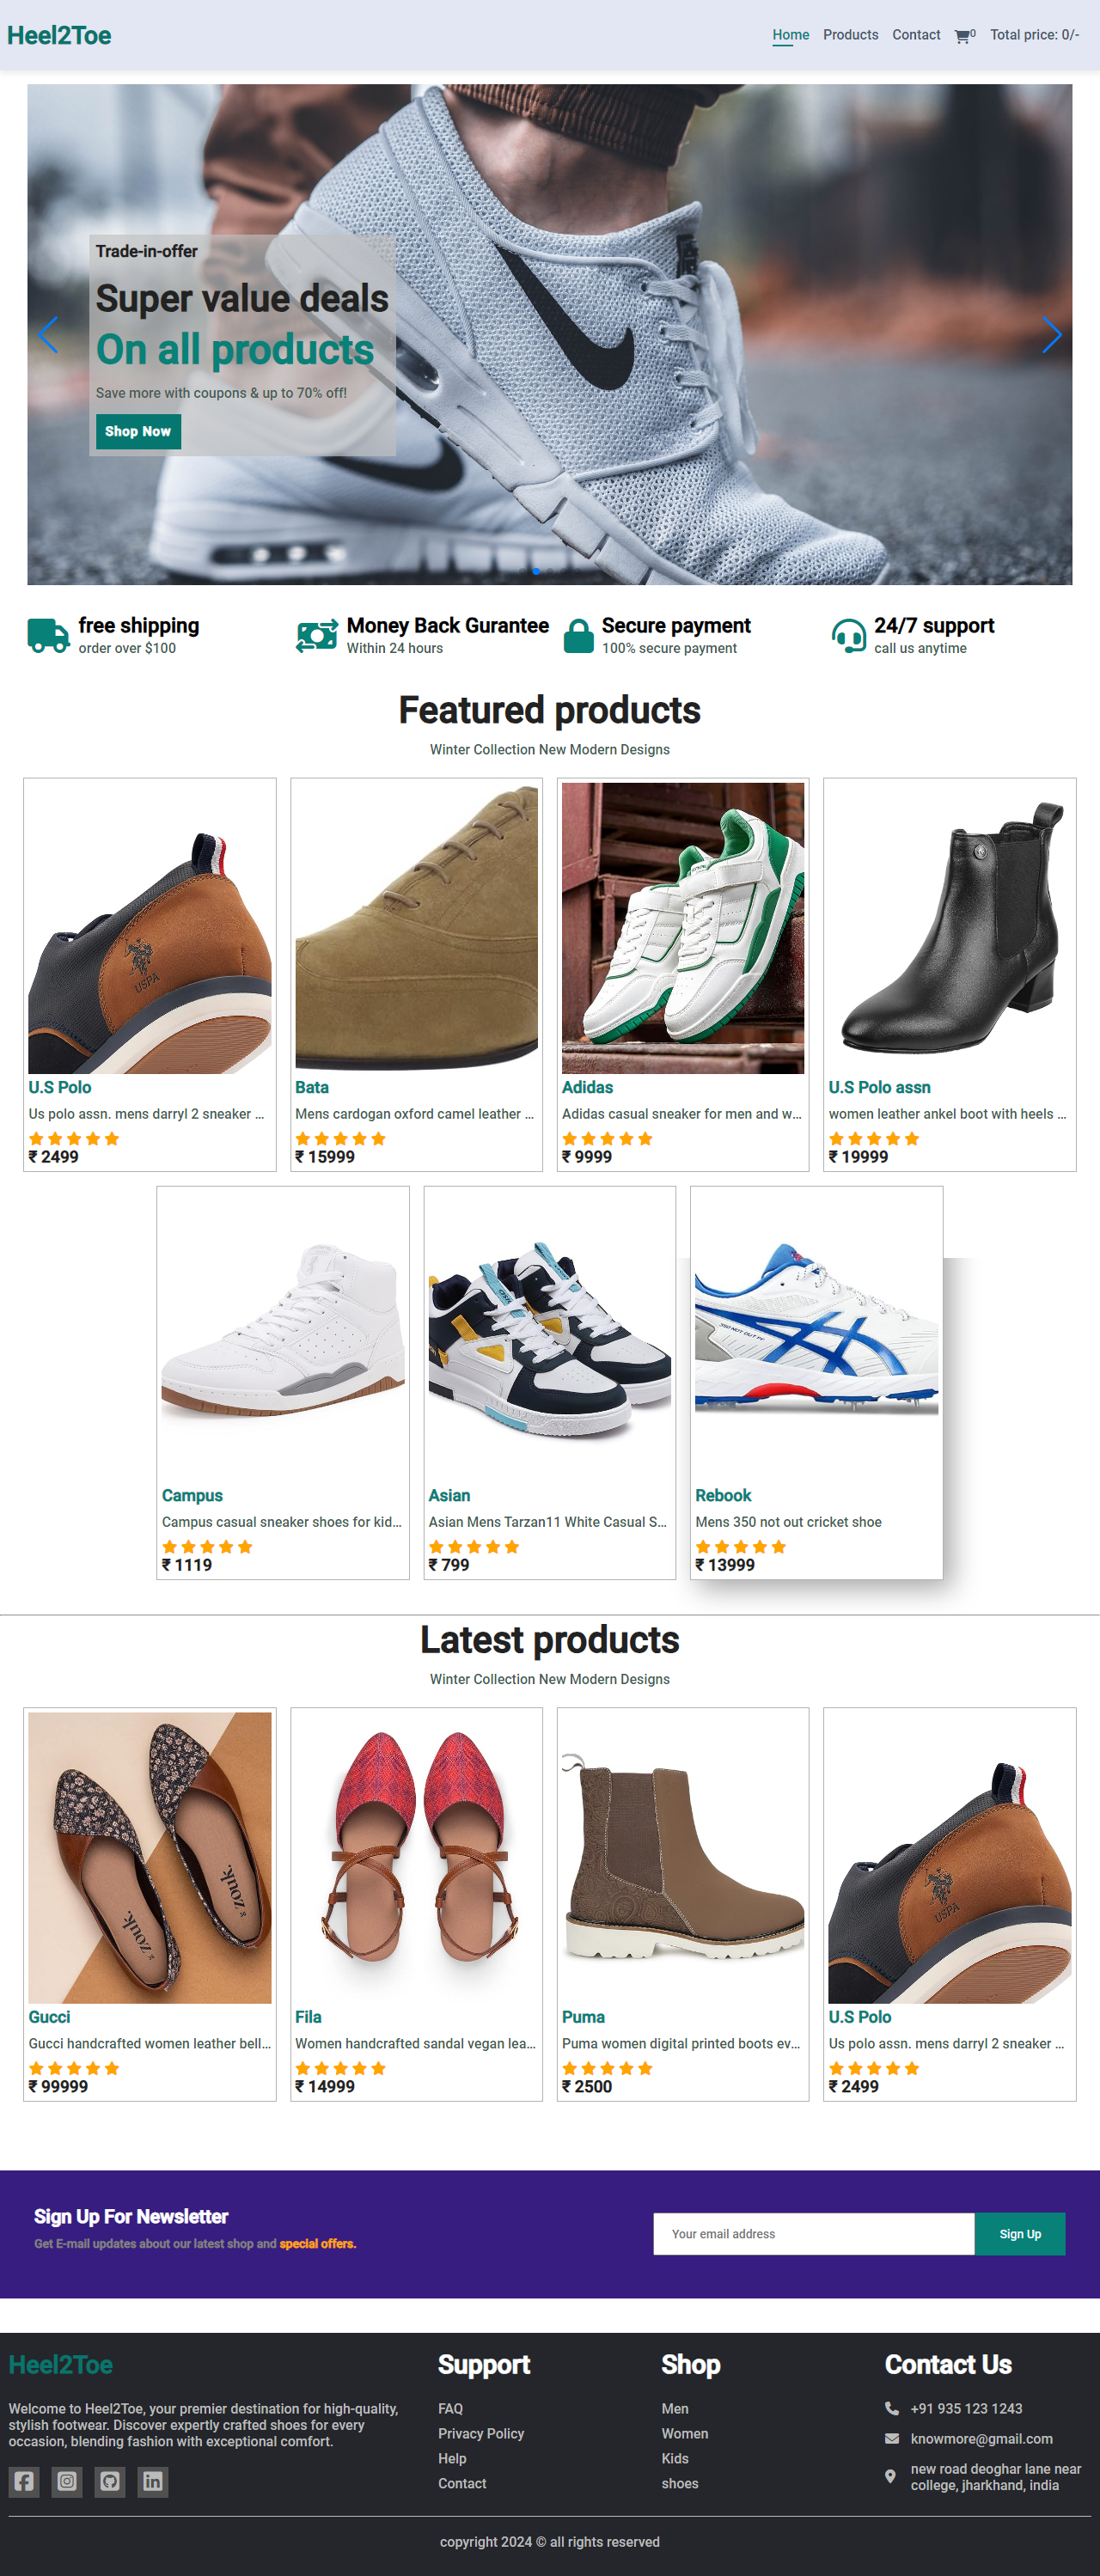 Heel2Toe
Home Products Contact 0 Total price: 0/-
Trade-in-offer
Super value deals
On all products
Save more with coupons & up to 70% off!
Shop Now
free shipping
order over $100
Money Back Gurantee
Within 24 hours
Secure payment
100% secure payment
24/7 support
call us anytime
Featured products
Winter Collection New Modern Designs
USPA
U.S Polo
Us polo assn. mens darryl 2 sneaker ...
₹ 2499
Bata
Mens cardogan oxford camel leather ...
₹ 15999
Adidas
Adidas casual sneaker for men and w...
₹ 9999
U.S Polo assn
women leather ankel boot with heels ...
₹ 19999
Campus
Campus casual sneaker shoes for kid...
₹ 1119
Asian
Asian Mens Tarzan11 White Casual S...
₹ 799
350 NOT OUT FF
Rebook
Mens 350 not out cricket shoe
₹ 13999
Latest products
Winter Collection New Modern Designs
zouk.
zouk.
Gucci
Gucci handcrafted women leather bell...
₹ 99999
Fila
Women handcrafted sandal vegan lea...
₹ 14999
Puma
Puma women digital printed boots ev...
₹ 2500
USPA
U.S Polo
Us polo assn. mens darryl 2 sneaker ...
₹ 2499
Sign Up For Newsletter
Get E-mail updates about our latest shop and special offers.
Your email address
Sign Up
Heel2Toe
Welcome to Heel2Toe, your premier destination for high-quality,
stylish footwear. Discover expertly crafted shoes for every
occasion, blending fashion with exceptional comfort.
Support
FAQ
Privacy Policy
Help
Contact
Shop
Men
Women
Kids
shoes
Contact Us
+91 935 123 1243
knowmore@gmail.com
new road deoghar lane near
college, jharkhand, india
copyright 2024 © all rights reserved